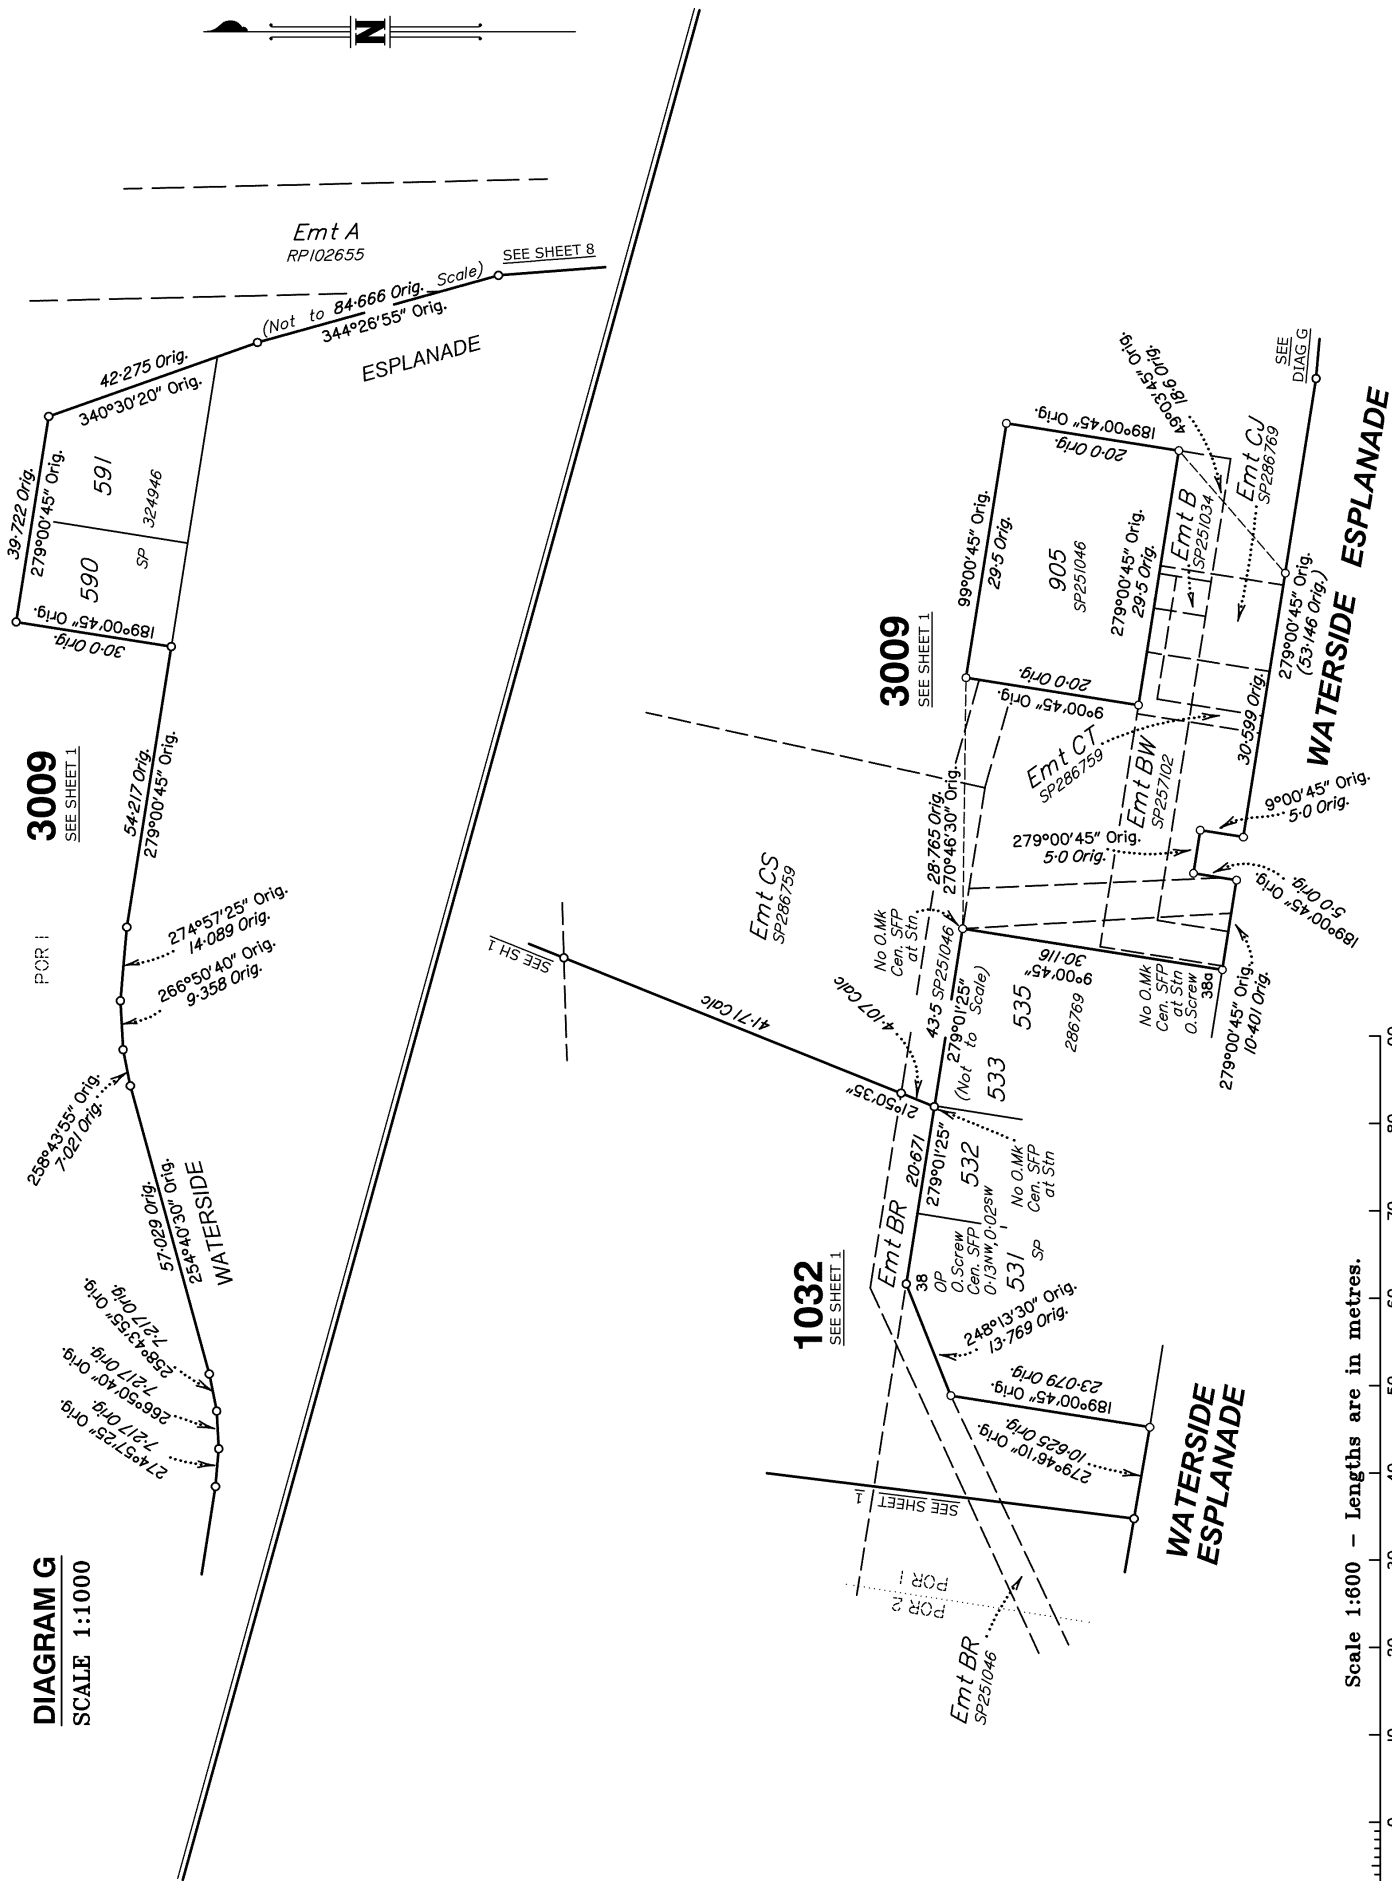 DIAGRAM G
SCALE 1:1000
N
Emt A
RP102655
SEE SHEET 8
(Not to
84·666 Orig.
Scale)
344°26'55" Orig.
ESPLANADE
42·275 Orig.
340°30'20" Orig.
39·722 Orig.
279°00'45" Orig.
591
590
SP
324946
189°00'45" Orig.
30·0 Orig.
3009
SEE SHEET 1
54·217 Orig.
279°00'45" Orig.
POR 1
274°57'25" Orig.
14·089 Orig.
266°50'40" Orig.
9·358 Orig.
258°43'55" Orig.
7·021 Orig.
57·029 Orig.
254°40'30" Orig.
WATERSIDE
258°43'55" Orig.
7·217 Orig.
266°50'40" Orig.
7·217 Orig.
274°57'25" Orig.
7·217 Orig.
49°03'45" Orig.
18·6 Orig.
SEE
DIAG G
189°00'45" Orig.
20·0 Orig.
Emt CJ
SP286769
Emt B
SP251034
99°00'45" Orig.
29·5 Orig.
905
SP251046
279°00'45" Orig.
29·5 Orig.
279°00'45" Orig.
(53·146 Orig.)
WATERSIDE ESPLANADE
3009
SEE SHEET 1
20·0 Orig.
9°00'45" Orig.
30·599 Orig.
Emt CT
SP286759
Emt BW
SP257102
9°00'45" Orig.
5·0 Orig.
279°00'45" Orig.
5·0 Orig.
189°00'45" Orig.
5·0 Orig.
28·765 Orig.
270°46'30" Orig.
Emt CS
SP286759
No O.Mk
Cen. SFP
at Stn
SEE SH 1
41·71 Calc
4·107 Calc
21°50'35"
43·5 SP251046
279°01'25"
(Not to Scale)
9°00'45"
30·116
535
286769
533
No O.Mk
Cen. SFP
at Stn
O.Screw
38a
279°00'45" Orig.
10·401 Orig.
20·671
279°01'25"
532
No O.Mk
Cen. SFP
at Stn
Emt BR
38
OP
O.Screw
Cen. SFP
0·13NW,0·02SW
531
SP
1032
SEE SHEET 1
248°13'30" Orig.
13·769 Orig.
189°00'45" Orig.
23·079 Orig.
279°46'10" Orig.
10·625 Orig.
SEE SHEET 1
WATERSIDE
ESPLANADE
POR 1
POR 2
Emt BR
SP251046
Scale 1:600 – Lengths are in metres.